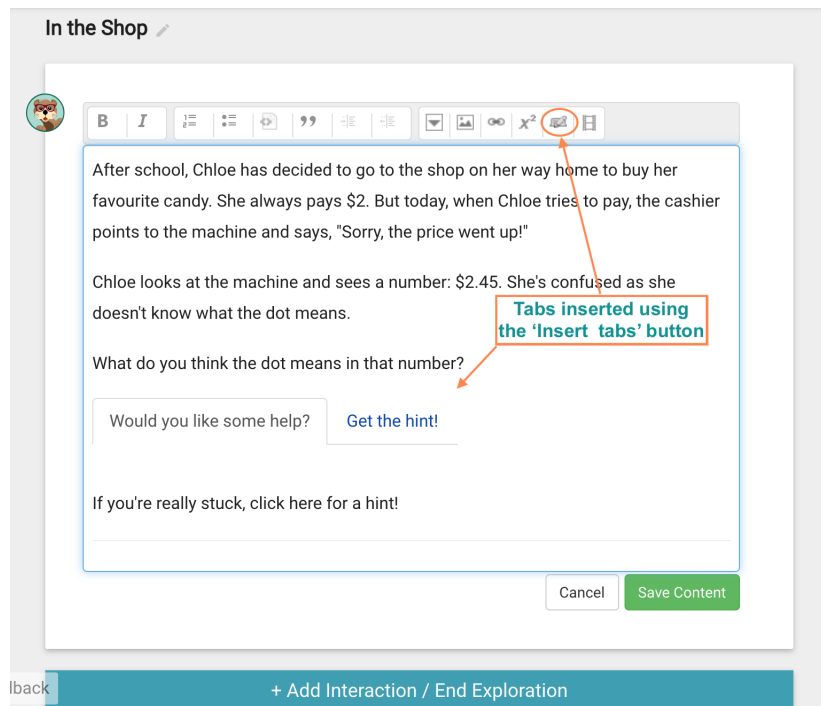 In the Shop
B I
x²
After school, Chloe has decided to go to the shop on her way home to buy her
favourite candy. She always pays $2. But today, when Chloe tries to pay, the cashier
points to the machine and says, "Sorry, the price went up!"
Chloe looks at the machine and sees a number: $2.45. She's confused as she
doesn't know what the dot means.
Tabs inserted using
the ‘Insert tabs’ button
What do you think the dot means in that number?
Would you like some help? Get the hint!
If you're really stuck, click here for a hint!
Cancel Save Content
lback
+ Add Interaction / End Exploration